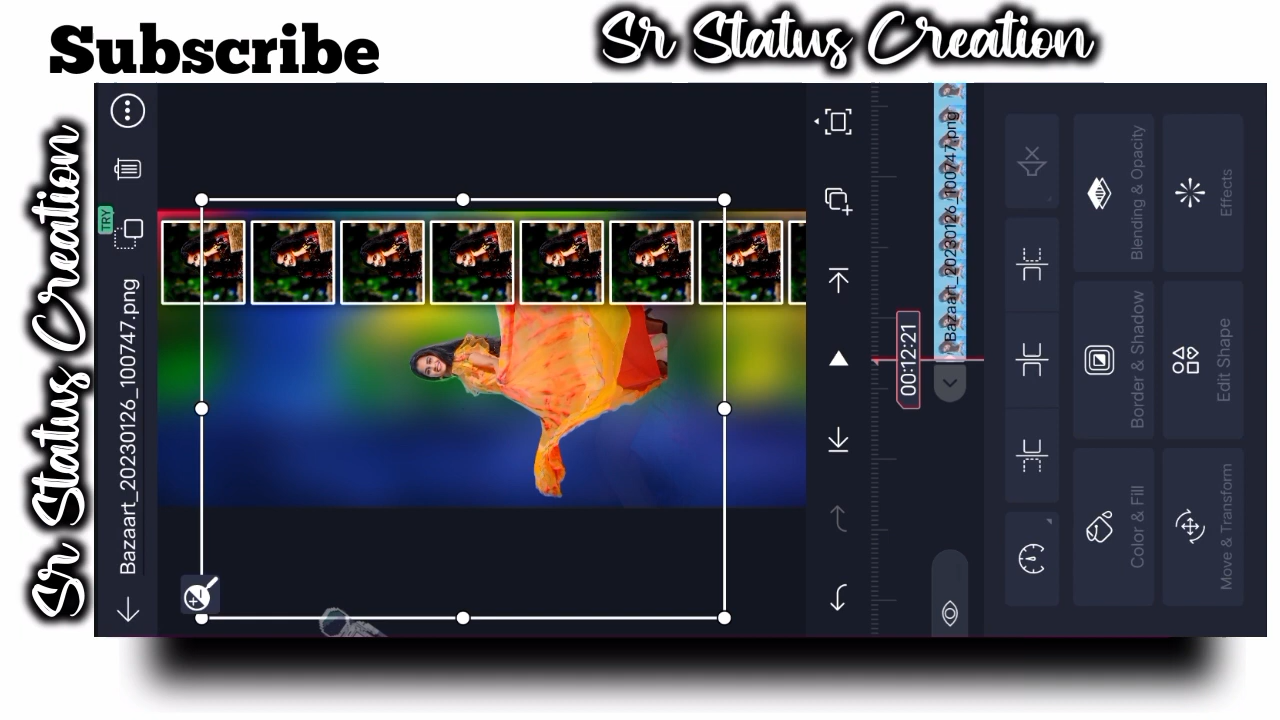 Subscribe
Sr Status Creation
Sr Status Creation
TRY
Bazaart_20230126_100747.png
00:12:21
Bazaart_20230126_100747.png
Blending & Opacity
Effects
Border & Shadow
Edit Shape
Color & Fill
Move & Transform